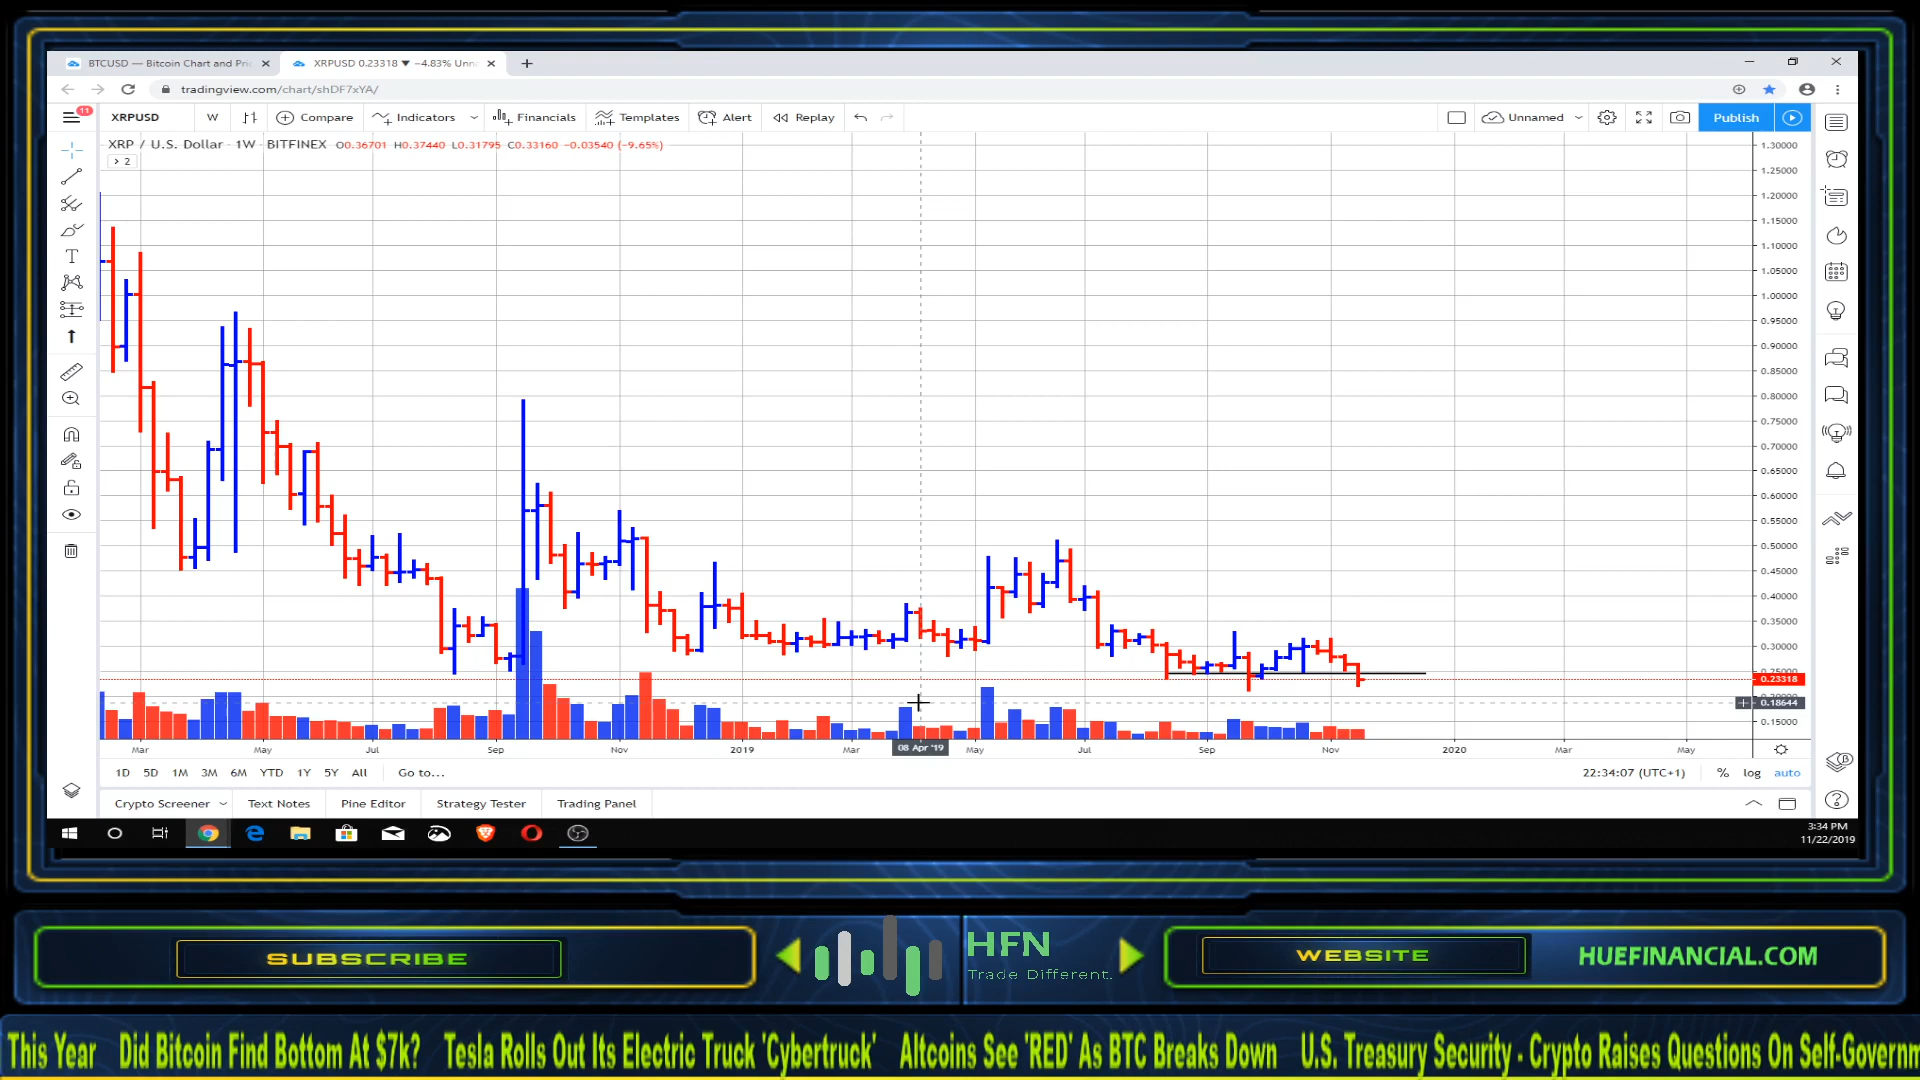 BTCUSD — Bitcoin Chart and Pri
XRPUSD 0.23318 ▼ −4.83% Unn
tradingview.com/chart/shDF7xYA/
11
XRPUSD W Compare Indicators Financials Templates Alert Replay Unnamed Publish
XRP / U.S. Dollar · 1W · BITFINEX O0.36701 H0.37440 L0.31795 C0.33160 −0.03540 (−9.65%)
> 2
1.30000
1.25000
1.20000
1.15000
1.10000
1.05000
1.00000
0.95000
0.90000
0.85000
0.80000
0.75000
0.70000
0.65000
0.60000
0.55000
0.50000
0.45000
0.40000
0.35000
0.30000
0.25000
0.23318
0.18644
0.15000
Mar May Jul Sep Nov 2019 Mar 08 Apr '19 May Jul Sep Nov 2020 Mar May
1D 5D 1M 3M 6M YTD 1Y 5Y All Go to... 22:34:07 (UTC+1) % log auto
Crypto Screener Text Notes Pine Editor Strategy Tester Trading Panel
3:34 PM
11/22/2019
SUBSCRIBE
HFN
Trade Different.
WEBSITE
HUEFINANCIAL.COM
This Year Did Bitcoin Find Bottom At $7k? Tesla Rolls Out Its Electric Truck 'Cybertruck' Altcoins See 'RED' As BTC Breaks Down U.S. Treasury Security - Crypto Raises Questions On Self-Governm